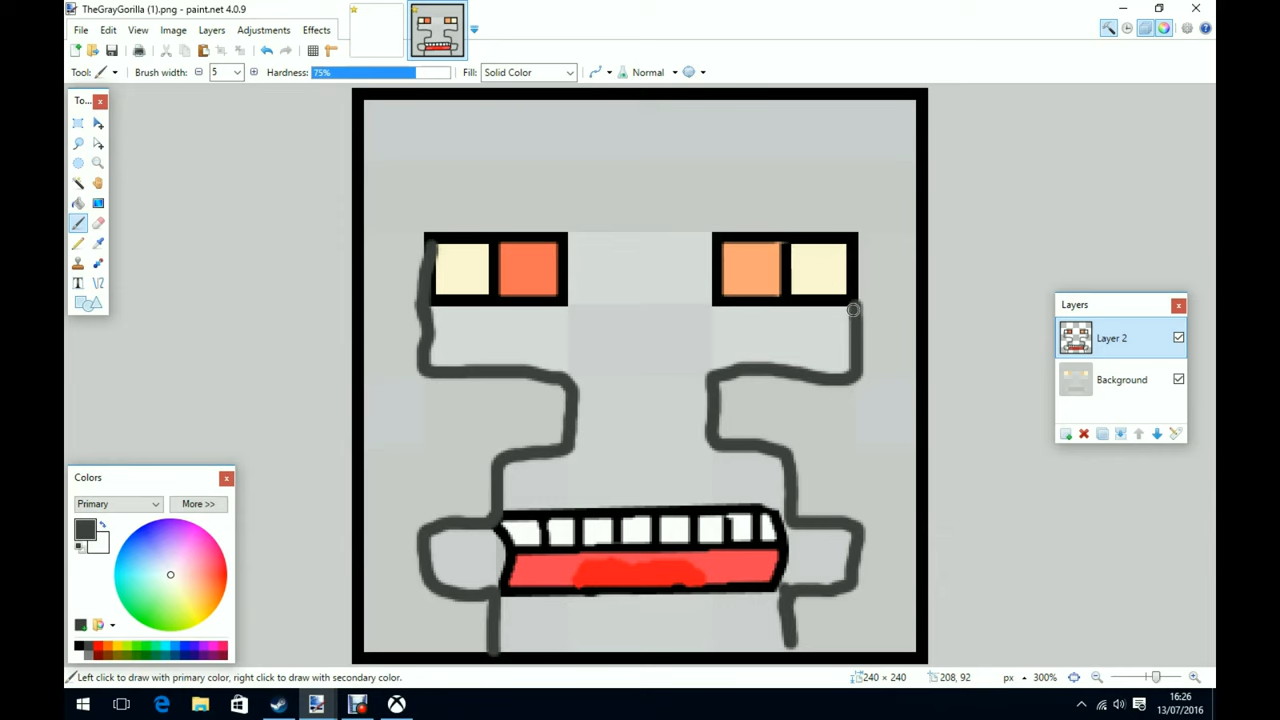 TheGrayGorilla (1).png - paint.net 4.0.9
File Edit View Image Layers Adjustments Effects
Tool: Brush width: 5 Hardness: 75% Fill: Solid Color Normal
To...
Layers
Layer 2
Background
Colors
Primary More >>
Left click to draw with primary color, right click to draw with secondary color. 240 × 240 208, 92 px 300%
16:26
13/07/2016